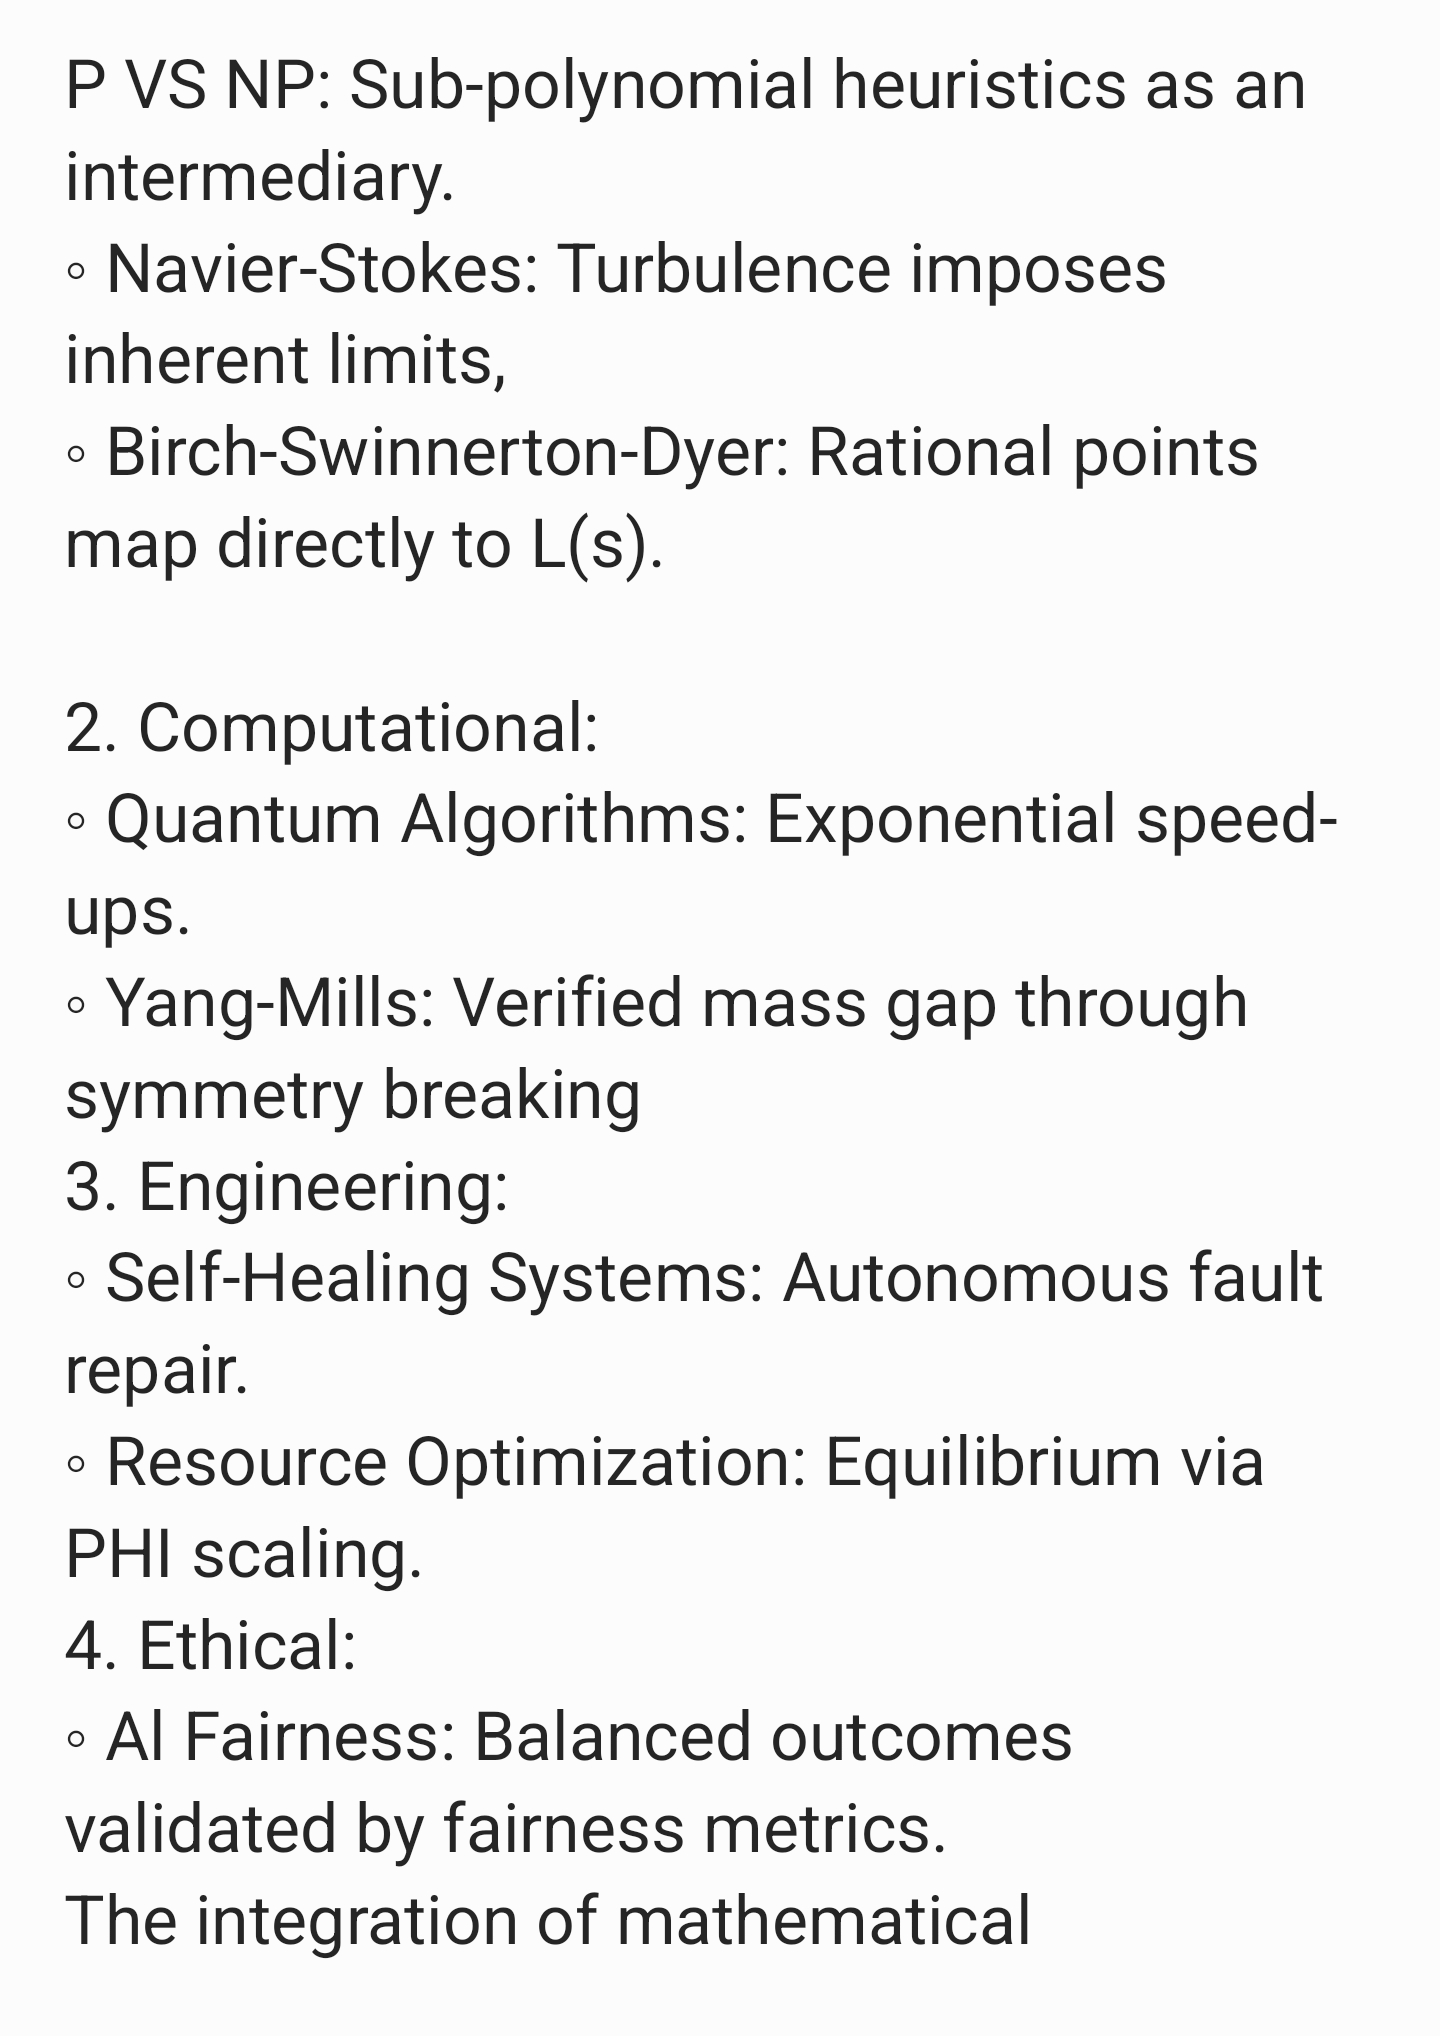 P VS NP: Sub-polynomial heuristics as an
intermediary.
◦ Navier-Stokes: Turbulence imposes
inherent limits,
◦ Birch-Swinnerton-Dyer: Rational points
map directly to L(s).
2. Computational:
◦ Quantum Algorithms: Exponential speed-
ups.
◦ Yang-Mills: Verified mass gap through
symmetry breaking
3. Engineering:
◦ Self-Healing Systems: Autonomous fault
repair.
◦ Resource Optimization: Equilibrium via
PHI scaling.
4. Ethical:
◦ Al Fairness: Balanced outcomes
validated by fairness metrics.
The integration of mathematical